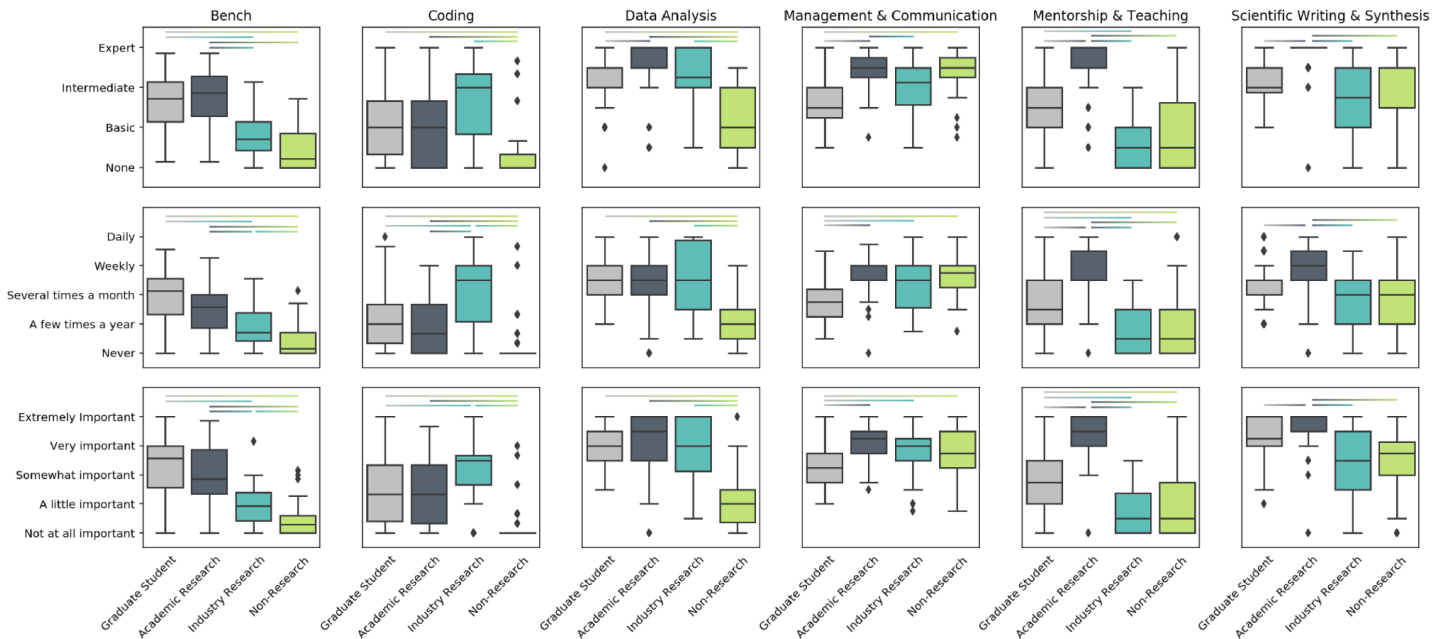 Bench
Coding
Data Analysis
Management & Communication
Mentorship & Teaching
Scientific Writing & Synthesis
Expert
Intermediate
Basic
None
Daily
Weekly
Several times a month
A few times a year
Never
Extremely Important
Very important
Somewhat important
A little important
Not at all important
Graduate Student
Academic Research
Industry Research
Non-Research
Graduate Student
Academic Research
Industry Research
Non-Research
Graduate Student
Academic Research
Industry Research
Non-Research
Graduate Student
Academic Research
Industry Research
Non-Research
Graduate Student
Academic Research
Industry Research
Non-Research
Graduate Student
Academic Research
Industry Research
Non-Research